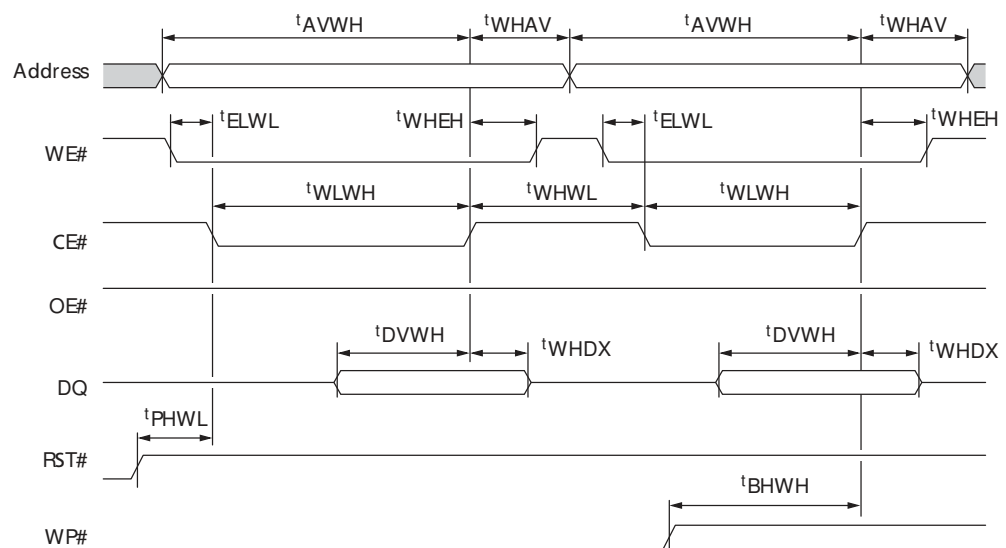 tAVWH tWHAV tAVWH tWHAV
Address
tELWL tWHEH tELWL tWHEH
WE#
tWLWH tWHWL tWLWH
CE#
OE#
tDVWH tWHDX tDVWH tWHDX
DQ
tPHWL
RST#
tBHWH
WP#